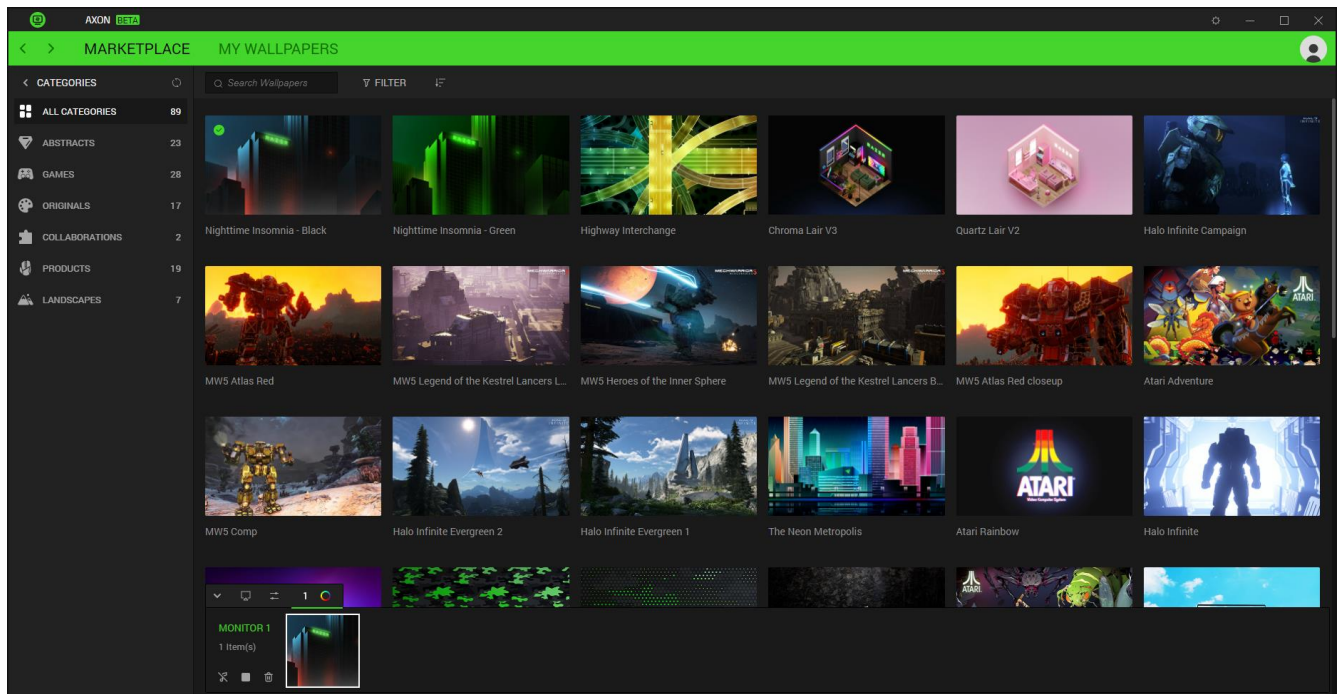 AXON BETA
MARKETPLACE MY WALLPAPERS
CATEGORIES
Search Wallpapers
FILTER
ALL CATEGORIES 89
ABSTRACTS 23
GAMES 28
ORIGINALS 17
COLLABORATIONS 2
PRODUCTS 19
LANDSCAPES 7
Nighttime Insomnia - Black
Nighttime Insomnia - Green
Highway Interchange
Chroma Lair V3
Quartz Lair V2
Halo Infinite Campaign
ATARI
MW5 Atlas Red
MW5 Legend of the Kestrel Lancers L...
MW5 Heroes of the Inner Sphere
MW5 Legend of the Kestrel Lancers B...
MW5 Atlas Red closeup
Atari Adventure
ATARI
Video Computer System
MW5 Comp
Halo Infinite Evergreen 2
Halo Infinite Evergreen 1
The Neon Metropolis
Atari Rainbow
Halo Infinite
1
ATARI
MONITOR 1
1 Item(s)